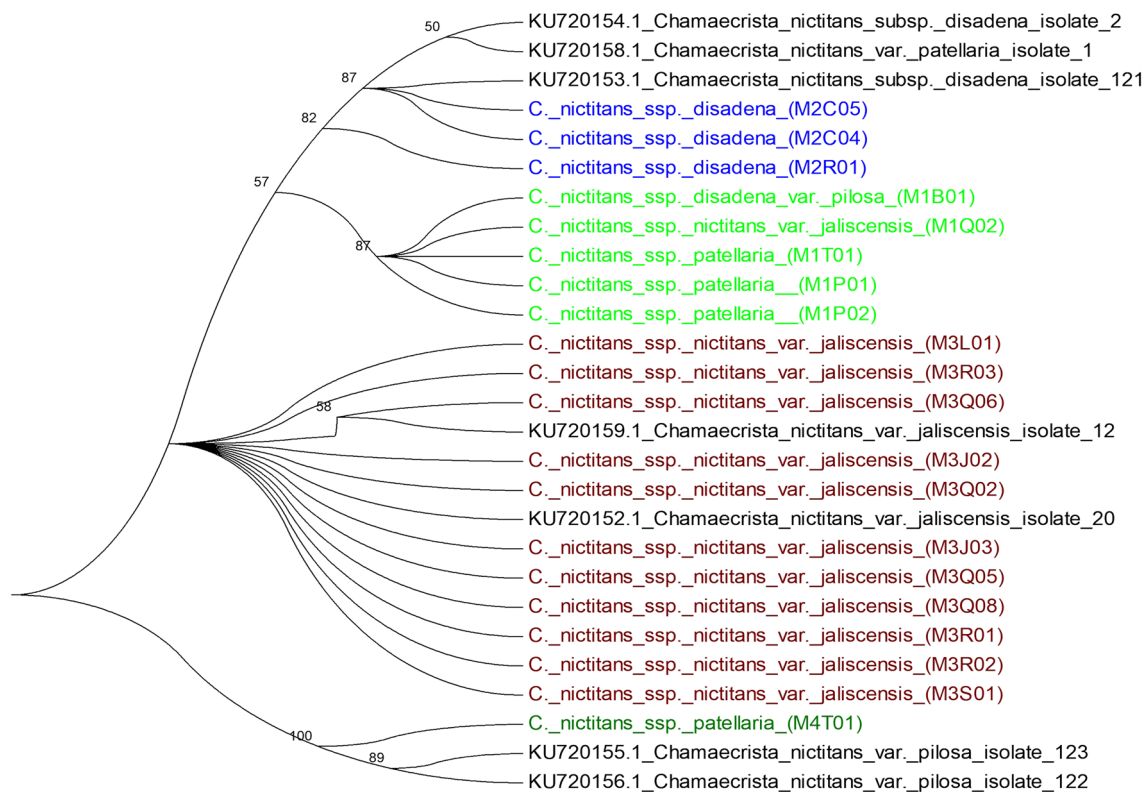 50
KU720154.1_Chamaecrista_nictitans_subsp._disadena_isolate_2
KU720158.1_Chamaecrista_nictitans_var._patellaria_isolate_1
87
KU720153.1_Chamaecrista_nictitans_subsp._disadena_isolate_121
C._nictitans_ssp._disadena_(M2C05)
82
C._nictitans_ssp._disadena_(M2C04)
C._nictitans_ssp._disadena_(M2R01)
57
C._nictitans_ssp._disadena_var._pilosa_(M1B01)
C._nictitans_ssp._nictitans_var._jaliscensis_(M1Q02)
87
C._nictitans_ssp._patellaria_(M1T01)
C._nictitans_ssp._patellaria__(M1P01)
C._nictitans_ssp._patellaria__(M1P02)
C._nictitans_ssp._nictitans_var._jaliscensis_(M3L01)
C._nictitans_ssp._nictitans_var._jaliscensis_(M3R03)
58
C._nictitans_ssp._nictitans_var._jaliscensis_(M3Q06)
KU720159.1_Chamaecrista_nictitans_var._jaliscensis_isolate_12
C._nictitans_ssp._nictitans_var._jaliscensis_(M3J02)
C._nictitans_ssp._nictitans_var._jaliscensis_(M3Q02)
KU720152.1_Chamaecrista_nictitans_var._jaliscensis_isolate_20
C._nictitans_ssp._nictitans_var._jaliscensis_(M3J03)
C._nictitans_ssp._nictitans_var._jaliscensis_(M3Q05)
C._nictitans_ssp._nictitans_var._jaliscensis_(M3Q08)
C._nictitans_ssp._nictitans_var._jaliscensis_(M3R01)
C._nictitans_ssp._nictitans_var._jaliscensis_(M3R02)
C._nictitans_ssp._nictitans_var._jaliscensis_(M3S01)
100
C._nictitans_ssp._patellaria_(M4T01)
89
KU720155.1_Chamaecrista_nictitans_var._pilosa_isolate_123
KU720156.1_Chamaecrista_nictitans_var._pilosa_isolate_122